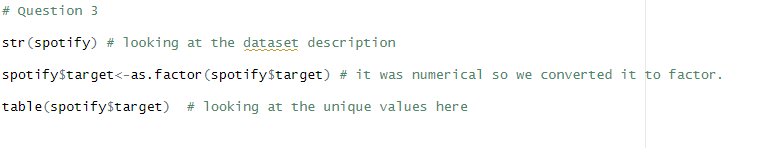 # Question 3
str(spotify) # looking at the dataset description
spotify$target<-as.factor(spotify$target) # it was numerical so we converted it to factor.
table(spotify$target)  # looking at the unique values here